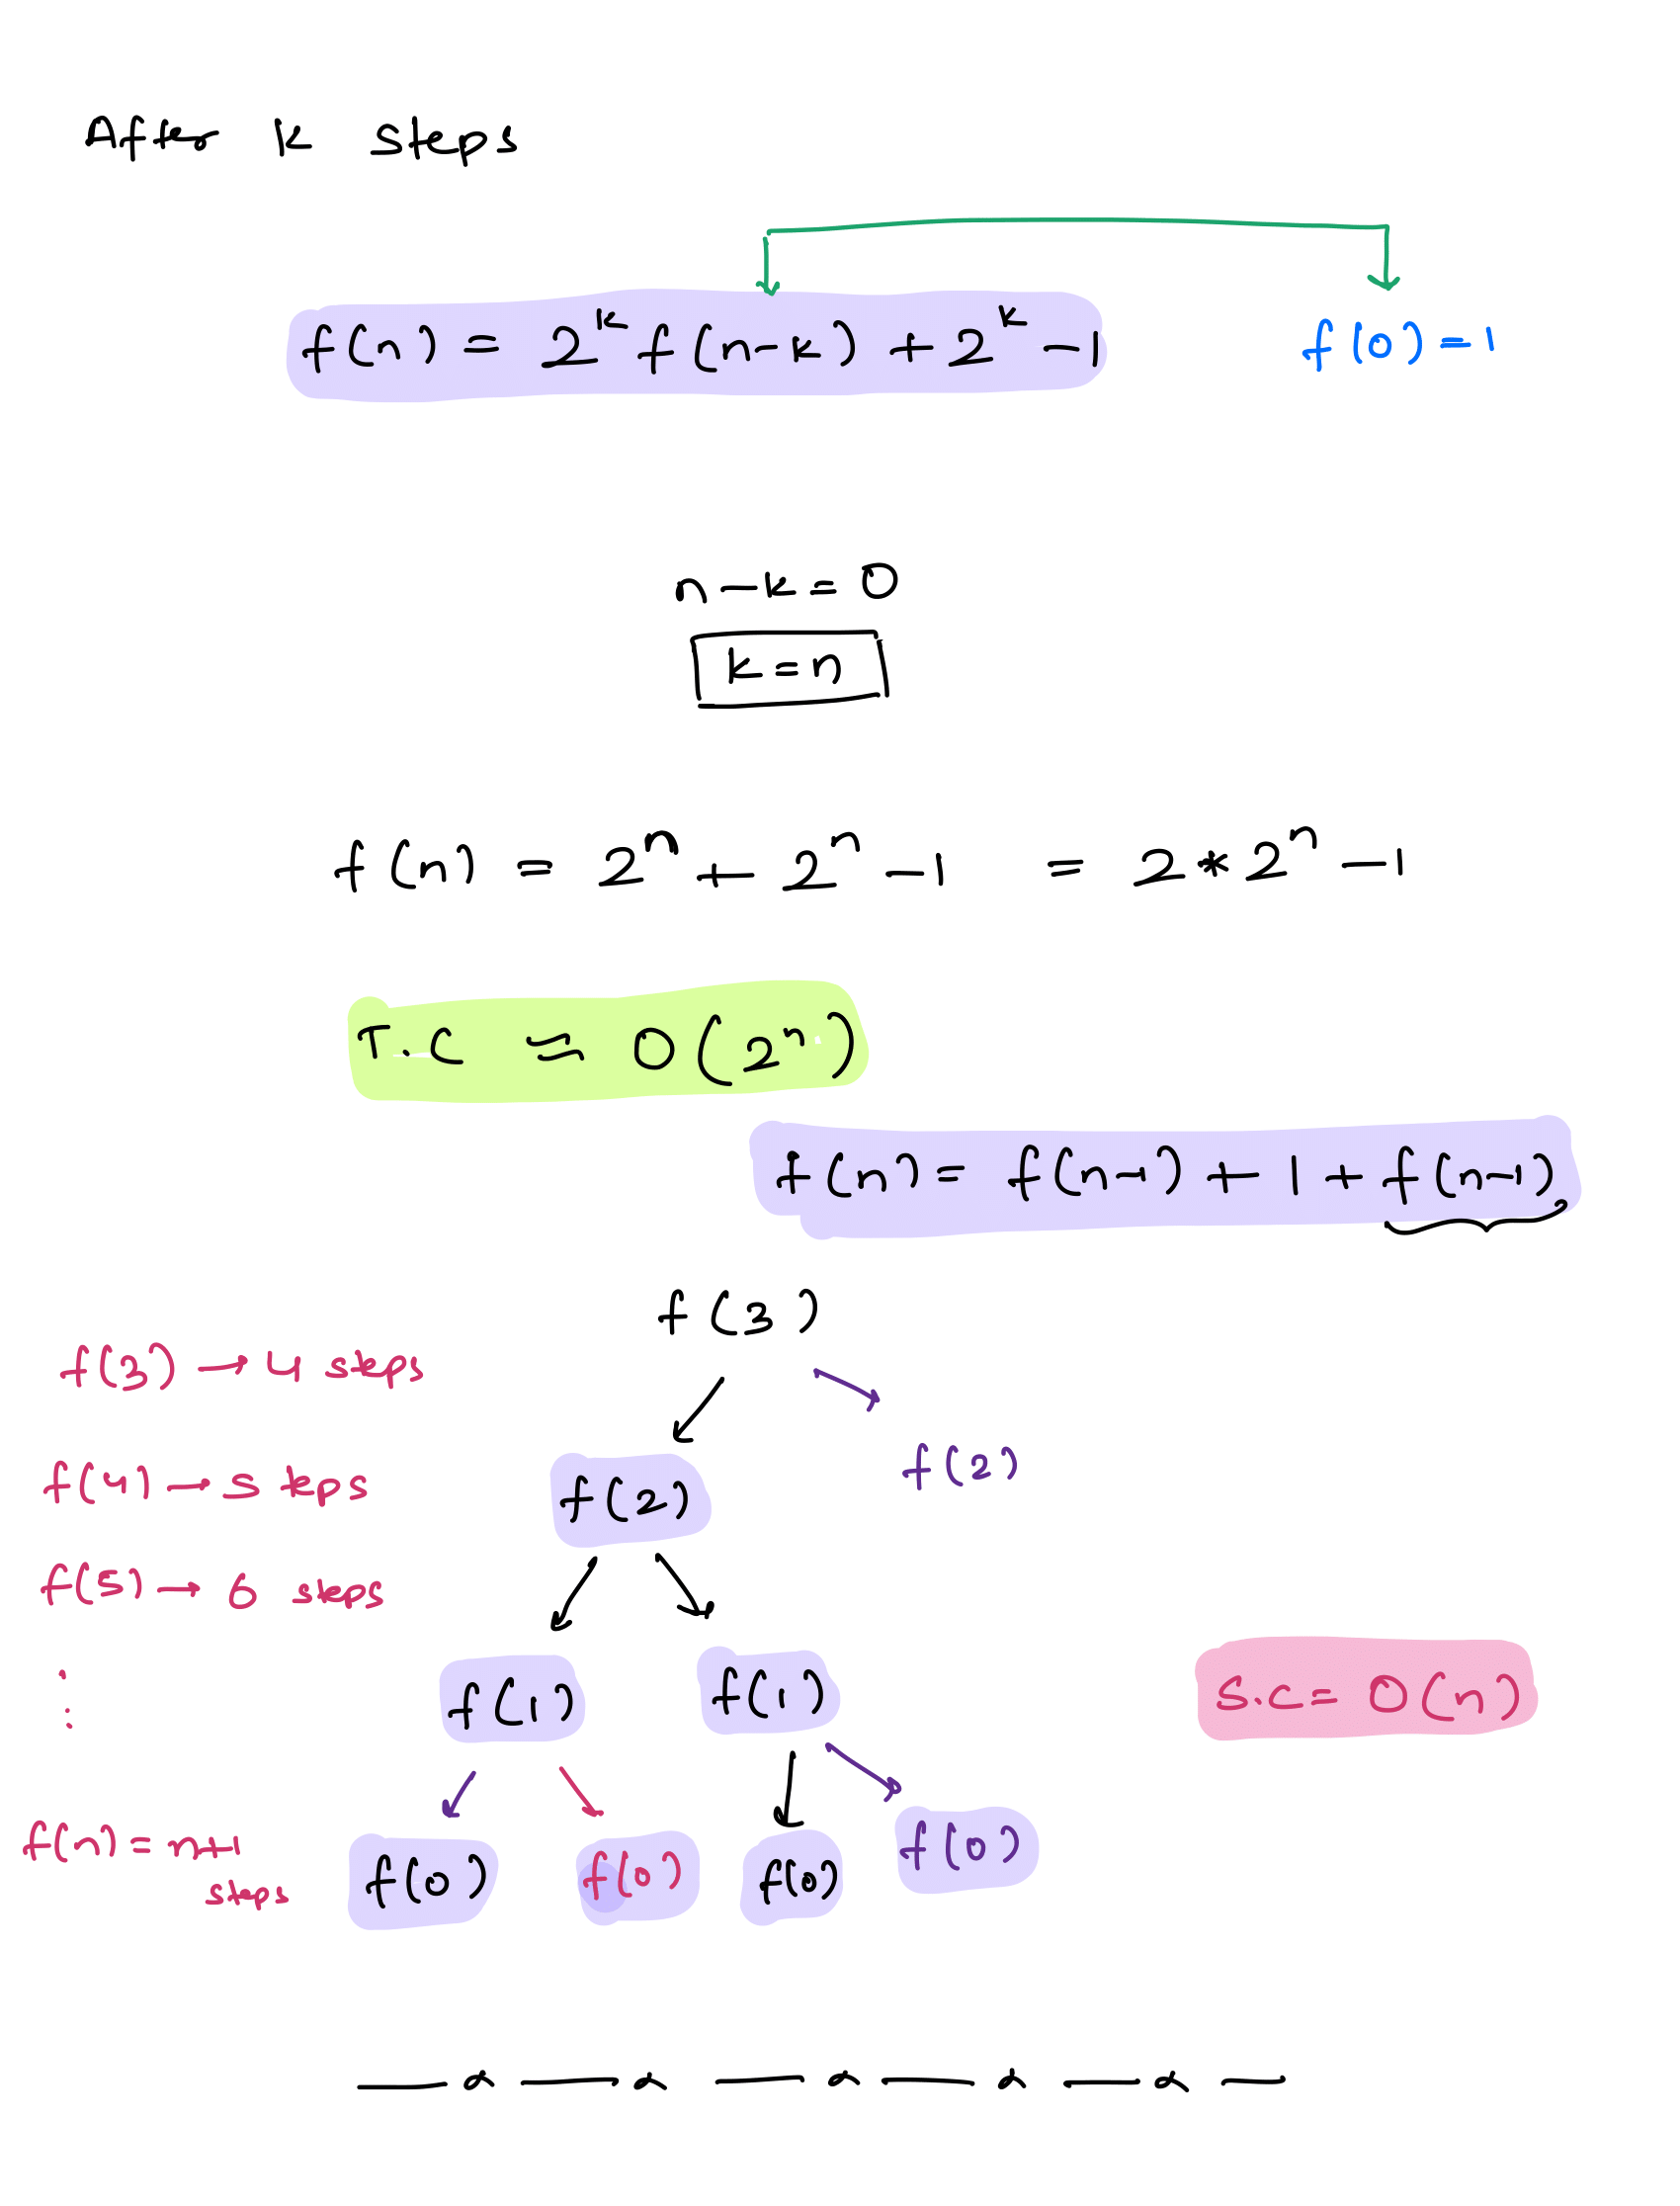 After k steps
f(n) = 2^k f(n-k) + 2^k - 1
f(0) = 1
n-k = 0
k = n
f(n) = 2^n + 2^n - 1 = 2 * 2^n - 1
T.C ≈ O(2^n)
f(n) = f(n-1) + 1 + f(n-1)
f(3)
f(3) → 4 steps
f(2)
f(4) → 5 steps
f(2)
f(5) → 6 steps
:
f(1) f(1)
S.C = O(n)
f(n) = n+1
steps
f(0) f(0) f(0) f(0)